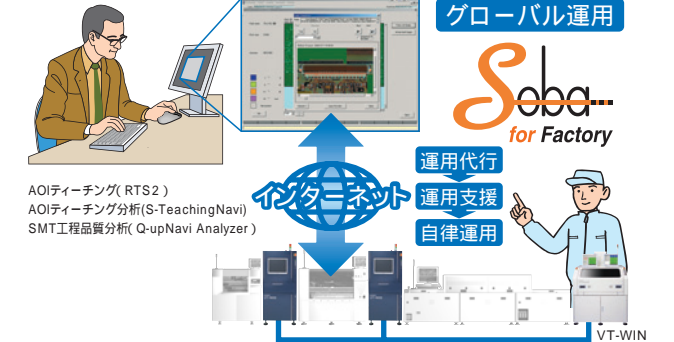 グローバル運用
Soba
for Factory
運用代行
インターネット
運用支援
自律運用
AOIティーチング( RTS2 )
AOIティーチング分析(S-TeachingNavi)
SMT工程品質分析( Q-upNavi Analyzer )
VT-WIN